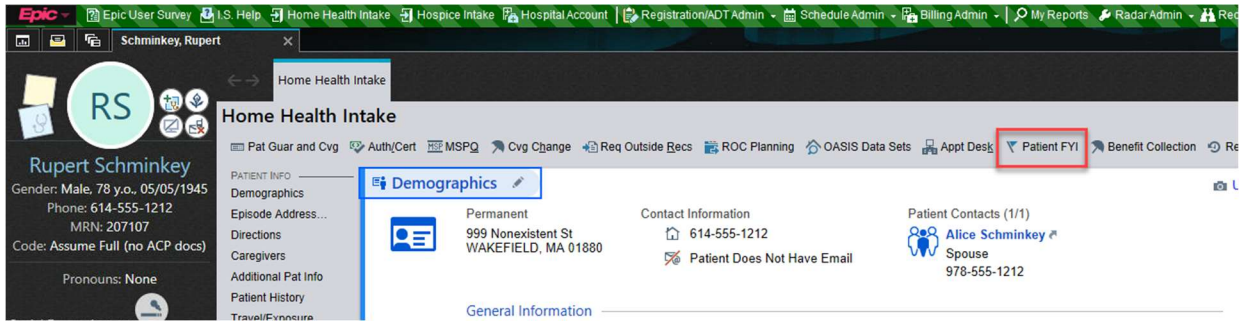 Epic Epic User Survey I.S. Help Home Health Intake Hospice Intake Hospital Account Registration/ADT Admin Schedule Admin Billing Admin My Reports Radar Admin Rec
Schminkey, Rupert
Home Health Intake
RS
Home Health Intake
Pat Guar and Cvg Auth/Cert MSP MSPQ Cvg Change Req Outside Recs ROC Planning OASIS Data Sets Appt Desk Patient FYI Benefit Collection Re
Rupert Schminkey
Gender: Male, 78 y.o., 05/05/1945
Phone: 614-555-1212
MRN: 207107
Code: Assume Full (no ACP docs)
Pronouns: None
PATIENT INFO
Demographics
Episode Address...
Directions
Caregivers
Additional Pat Info
Patient History
Travel/Exposure
Demographics
Permanent
999 Nonexistent St
WAKEFIELD, MA 01880
Contact Information
614-555-1212
Patient Does Not Have Email
Patient Contacts (1/1)
Alice Schminkey
Spouse
978-555-1212
General Information